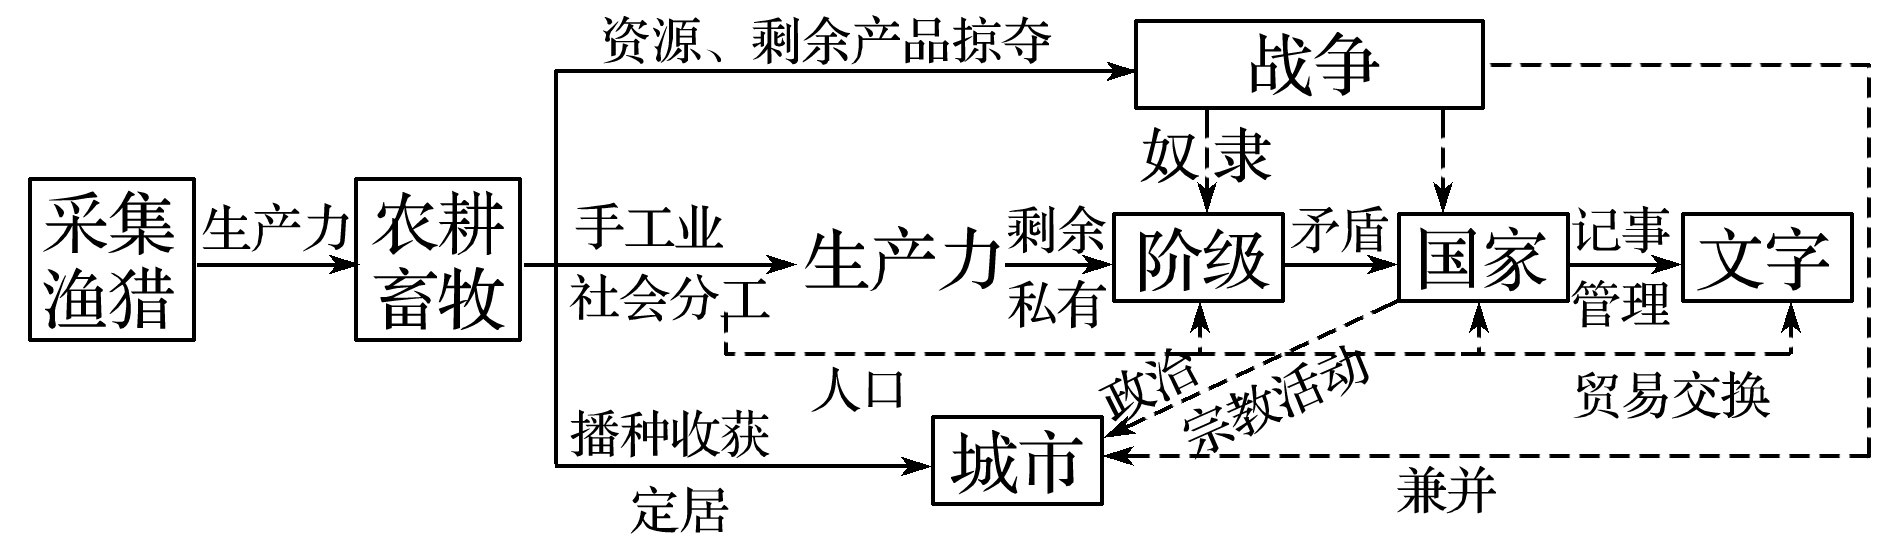 资源、剩余产品掠夺
战争
奴隶
采集
渔猎
生产力
农耕
畜牧
手工业
社会分工
生产力
剩余
私有
阶级
矛盾
国家
记事
管理
文字
人口
政治
宗教活动
贸易交换
播种收获
定居
城市
兼并